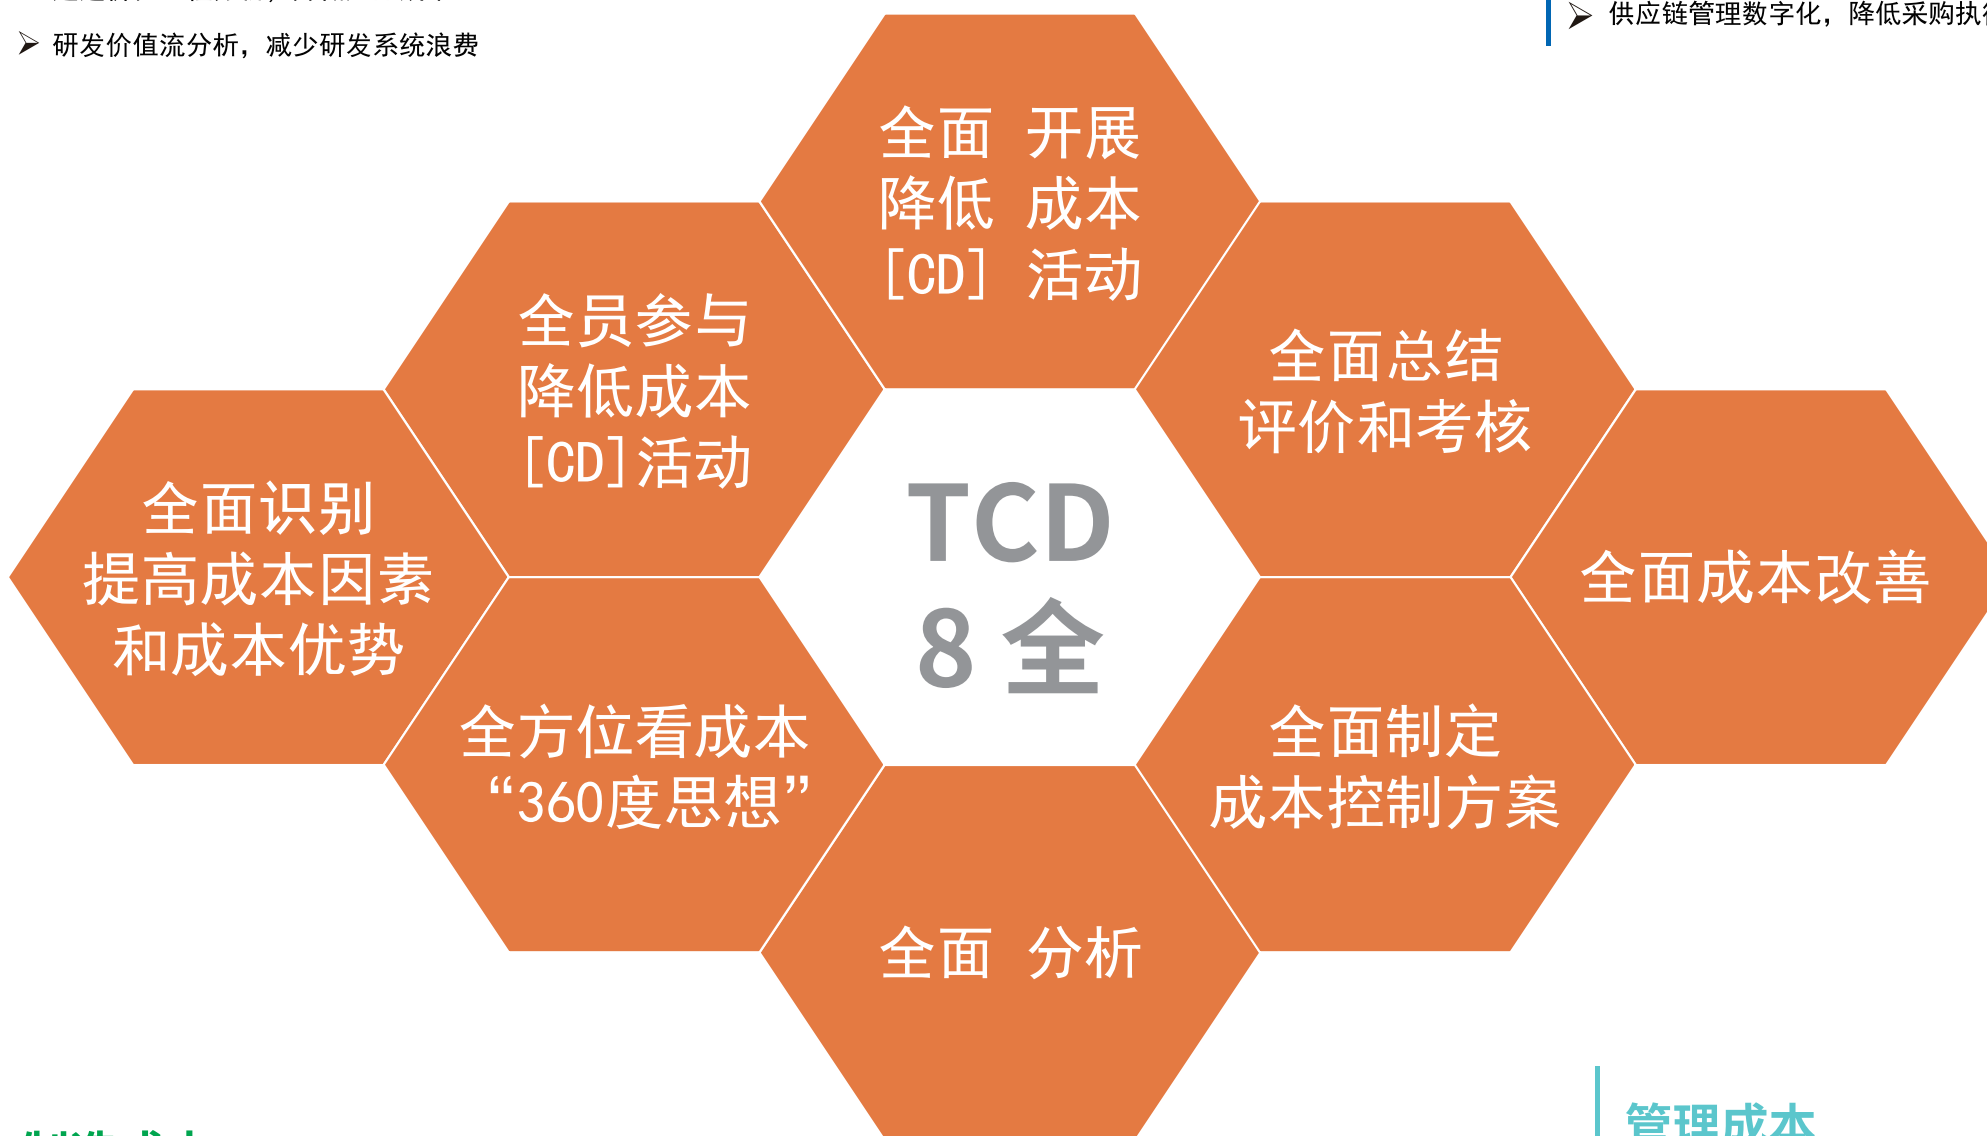 研发价值流分析，减少研发系统浪费
供应链管理数字化，降低采购执
全面 开展
降低 成本
[CD] 活动
全员参与
降低成本
[CD]活动
全面总结
评价和考核
全面识别
提高成本因素
和成本优势
TCD
8 全
全面成本改善
全方位看成本
“360度思想”
全面制定
成本控制方案
全面 分析
管理成本